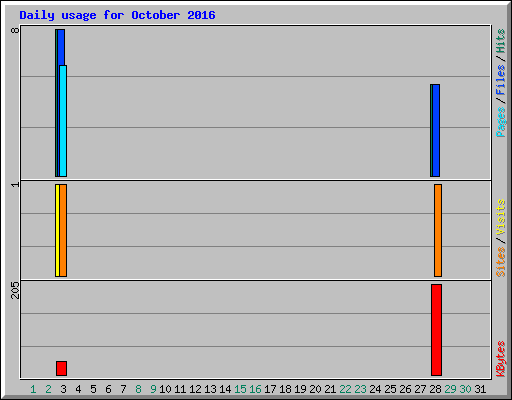 Daily usage for October 2016
8
1
205
Pages/Files/Hits
Sites/Visits
KBytes
1 2 3 4 5 6 7 8 9 10 11 12 13 14 15 16 17 18 19 20 21 22 23 24 25 26 27 28 29 30 31